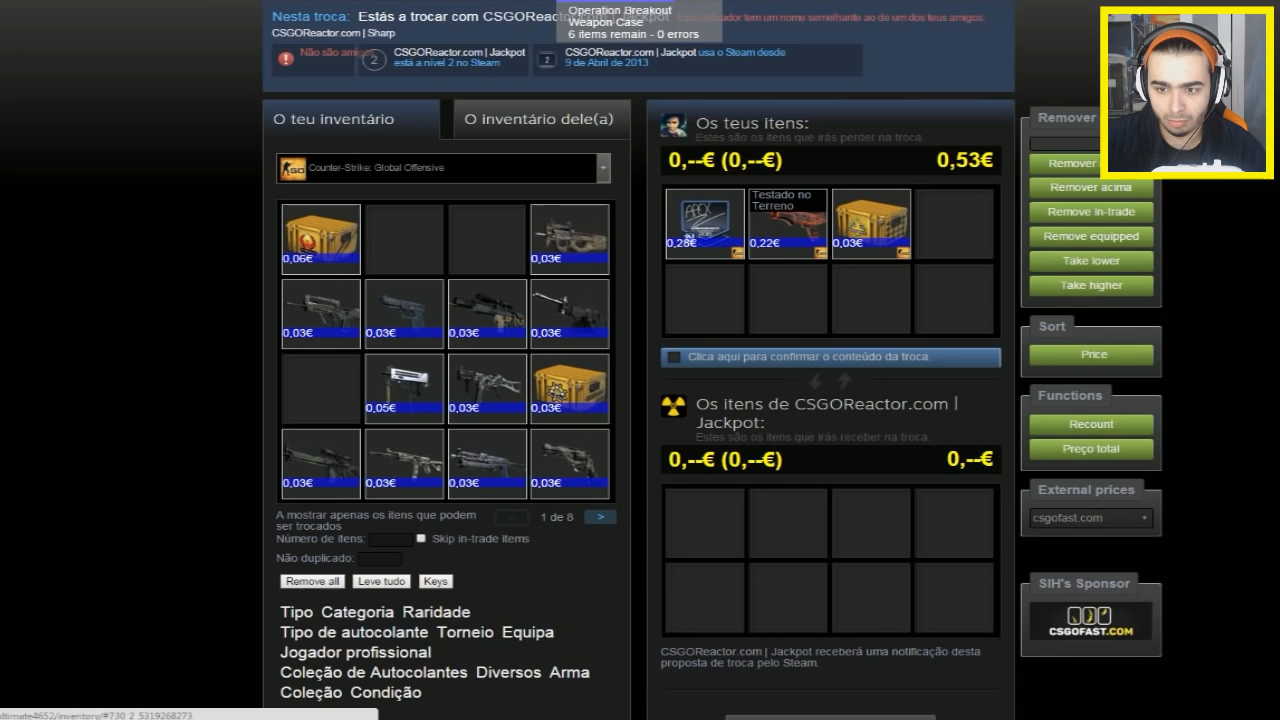 Nesta troca: Estás a trocar com CSGOReactor.com | Jackpot
CSGOReactor.com | Sharp
Operation Breakout
Weapon Case
6 items remain - 0 errors
Não são amigos
2
CSGOReactor.com | Jackpot
está a nível 2 no Steam
2
CSGOReactor.com | Jackpot usa o Steam desde
9 de Abril de 2013
O teu inventário
O inventário dele(a)
Counter-Strike: Global Offensive
0,06€
0,03€
0,03€
0,03€
0,03€
0,03€
0,05€
0,03€
0,03€
0,03€
0,03€
0,03€
0,03€
A mostrar apenas os itens que podem
ser trocados
1 de 8
>
Número de itens:
Skip in-trade items
Não duplicado:
Remove all
Leve tudo
Keys
Tipo Categoria Raridade
Tipo de autocolante Torneio Equipa
Jogador profissional
Coleção de Autocolantes Diversos Arma
Coleção Condição
Os teus itens:
Estes são os itens que irás perder na troca.
0,--€ (0,--€)
0,53€
Testado no
Terreno
0,28€
0,22€
0,03€
Clica aqui para confirmar o conteúdo da troca.
Os itens de CSGOReactor.com |
Jackpot:
Estes são os itens que irás receber na troca.
0,--€ (0,--€)
0,--€
CSGOReactor.com | Jackpot receberá uma notificação desta
proposta de troca pelo Steam.
Remover
Remover
Remover acima
Remove in-trade
Remove equipped
Take lower
Take higher
Sort
Price
Functions
Recount
Preço total
External prices
csgofast.com
SIH's Sponsor
CSGOFAST.COM
ultimate4652/inventory/#730_2_5319268273